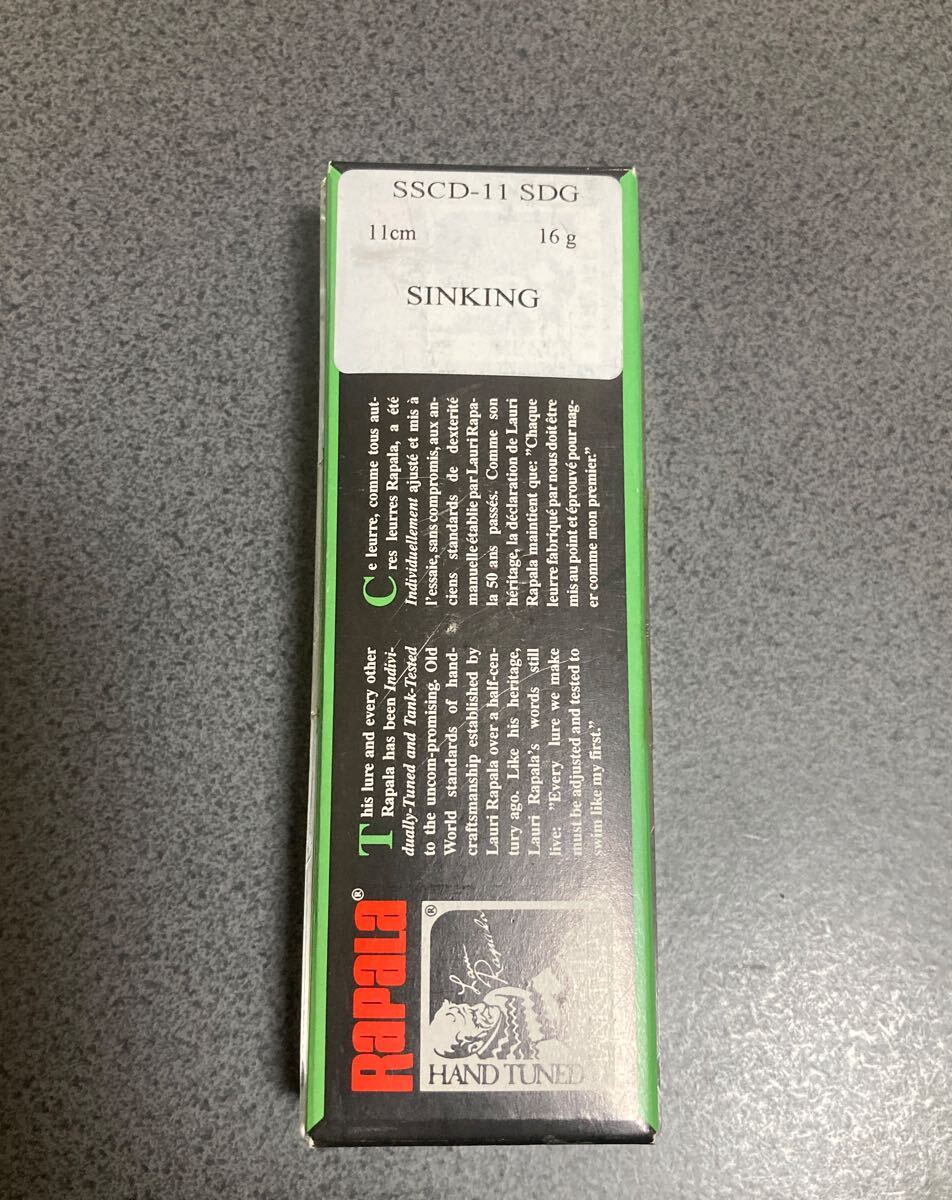 SSCD-11 SDG
11cm 16 g
SINKING
RAPALA®
®
Lauri
Rapala
HAND TUNED
This lure and every other
Rapala has been Indivi-
dually-Tuned and Tank-Tested
to the uncom-promising. Old
World standards of hand-
craftsmanship established by
Lauri Rapala over a half-cen-
tury ago. Like his heritage,
Lauri Rapala's words still
live: "Every lure we make
must be adjusted and tested to
swim like my first."
Ce leurre, comme tous aut-
res leurres Rapala, a été
Individuellement ajusté et mis à
l'essaie, sans compromis, aux an-
ciens standards de dexterité
manuelle établie par Lauri Rapa-
la 50 ans passés. Comme son
héritage, la déclaration de Lauri
Rapala maintient que: "Chaque
leurre fabriqué par nous doit être
mis au point et éprouvé pour nag-
er comme mon premier."